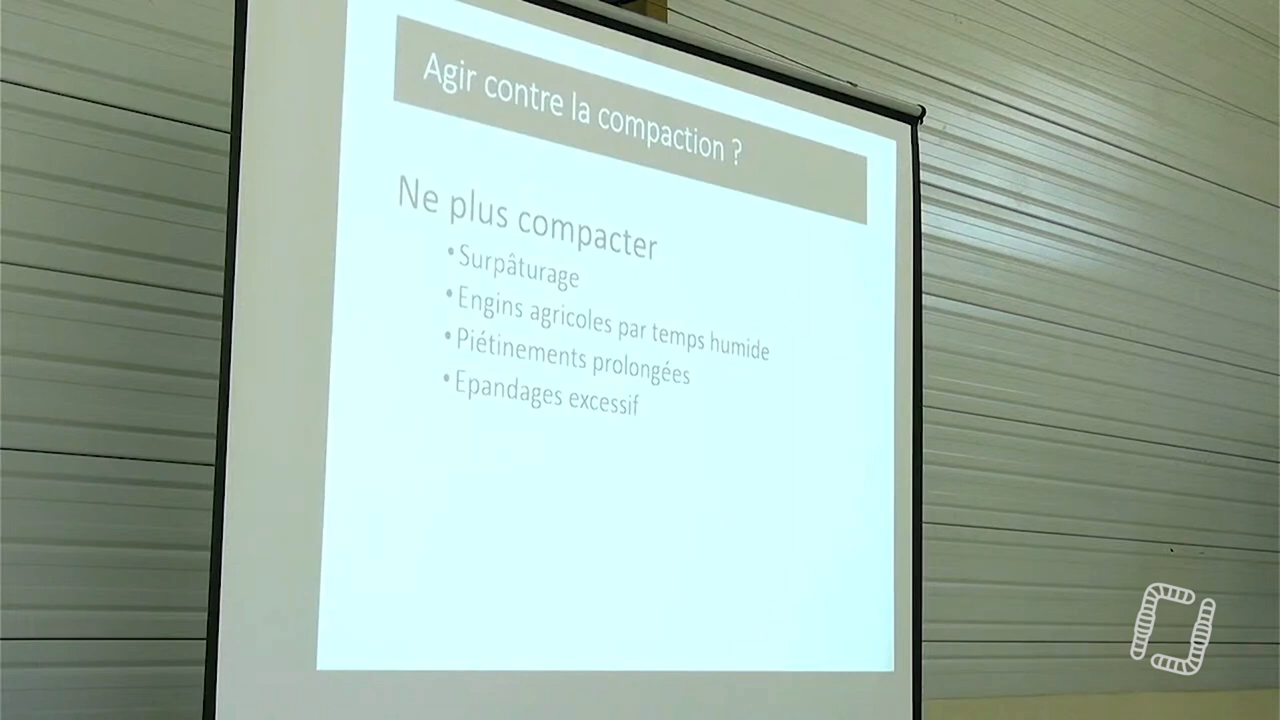 Agir contre la compaction ?
Ne plus compacter
• Surpâturage
• Engins agricoles par temps humide
• Piétinements prolongées
• Epandages excessif